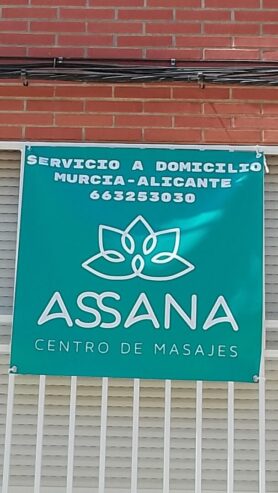 SERVICIO A DOMICILIO
MURCIA-ALICANTE
663253030
ASSANA
CENTRO DE MASAJES